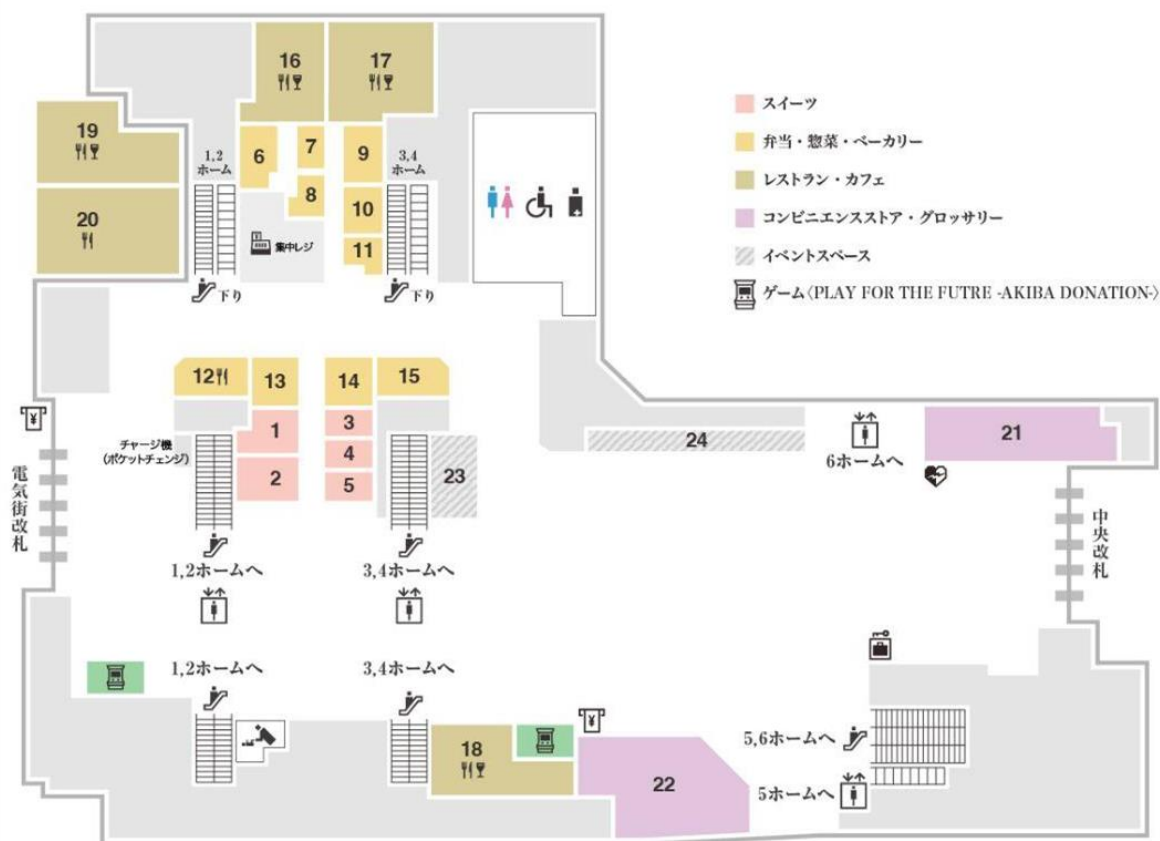 16
17
スイーツ
19
弁当・惣菜・ベーカリー
1,2
ホーム
6
7
9
3,4
ホーム
レストラン・カフェ
8
10
コンビニエンスストア・グロッサリー
20
集中レジ
11
イベントスペース
下り
下り
ゲーム〈PLAY FOR THE FUTRE -AKIBA DONATION-〉
12
13
14
15
¥
チャージ機
(ポケットチェンジ)
1
3
24
6ホームへ
21
4
2
5
23
電気街改札
中央改札
1,2ホームへ
3,4ホームへ
1,2ホームへ
3,4ホームへ
¥
18
5,6ホームへ
22
5ホームへ